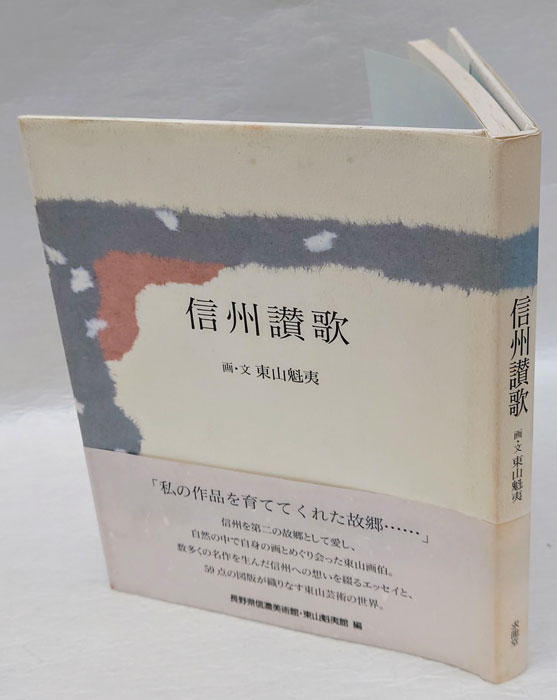 信州讃歌
画・文 東山魁夷
「私の作品を育ててくれた故郷……」
信州を第二の故郷として愛し、
自然の中で自身の画とめぐり会った東山画伯。
数多くの名作を生んだ信州への想いを綴るエッセイと、
59点の図版が織りなす東山芸術の世界。
長野県信濃美術館・東山魁夷館 編
信州讃歌
画・文 東山魁夷
求龍堂